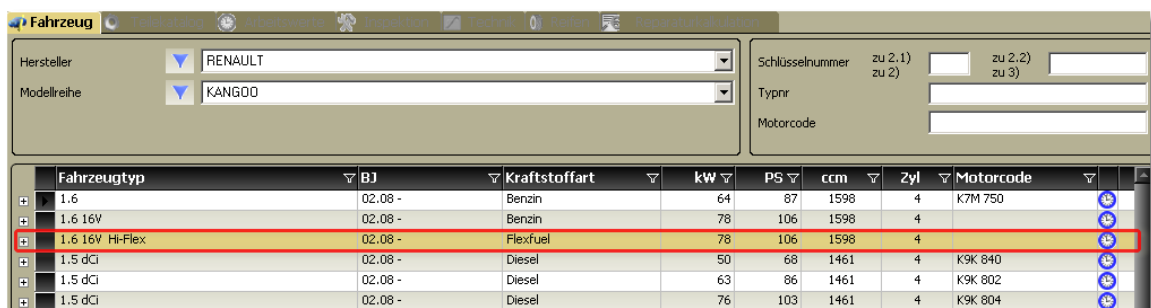 Fahrzeug
Hersteller RENAULT Schlüsselnummer zu 2.1) zu 2.2)
zu 2) zu 3)
Modellreihe KANGOO Typnr
Motorcode
Fahrzeugtyp BJ Kraftstoffart kW PS ccm Zyl Motorcode
1.6 02.08 - Benzin 64 87 1598 4 K7M 750
1.6 16V 02.08 - Benzin 78 106 1598 4
1.6 16V Hi-Flex 02.08 - Flexfuel 78 106 1598 4
1.5 dCi 02.08 - Diesel 50 68 1461 4 K9K 840
1.5 dCi 02.08 - Diesel 63 86 1461 4 K9K 802
1.5 dCi 02.08 - Diesel 76 103 1461 4 K9K 804